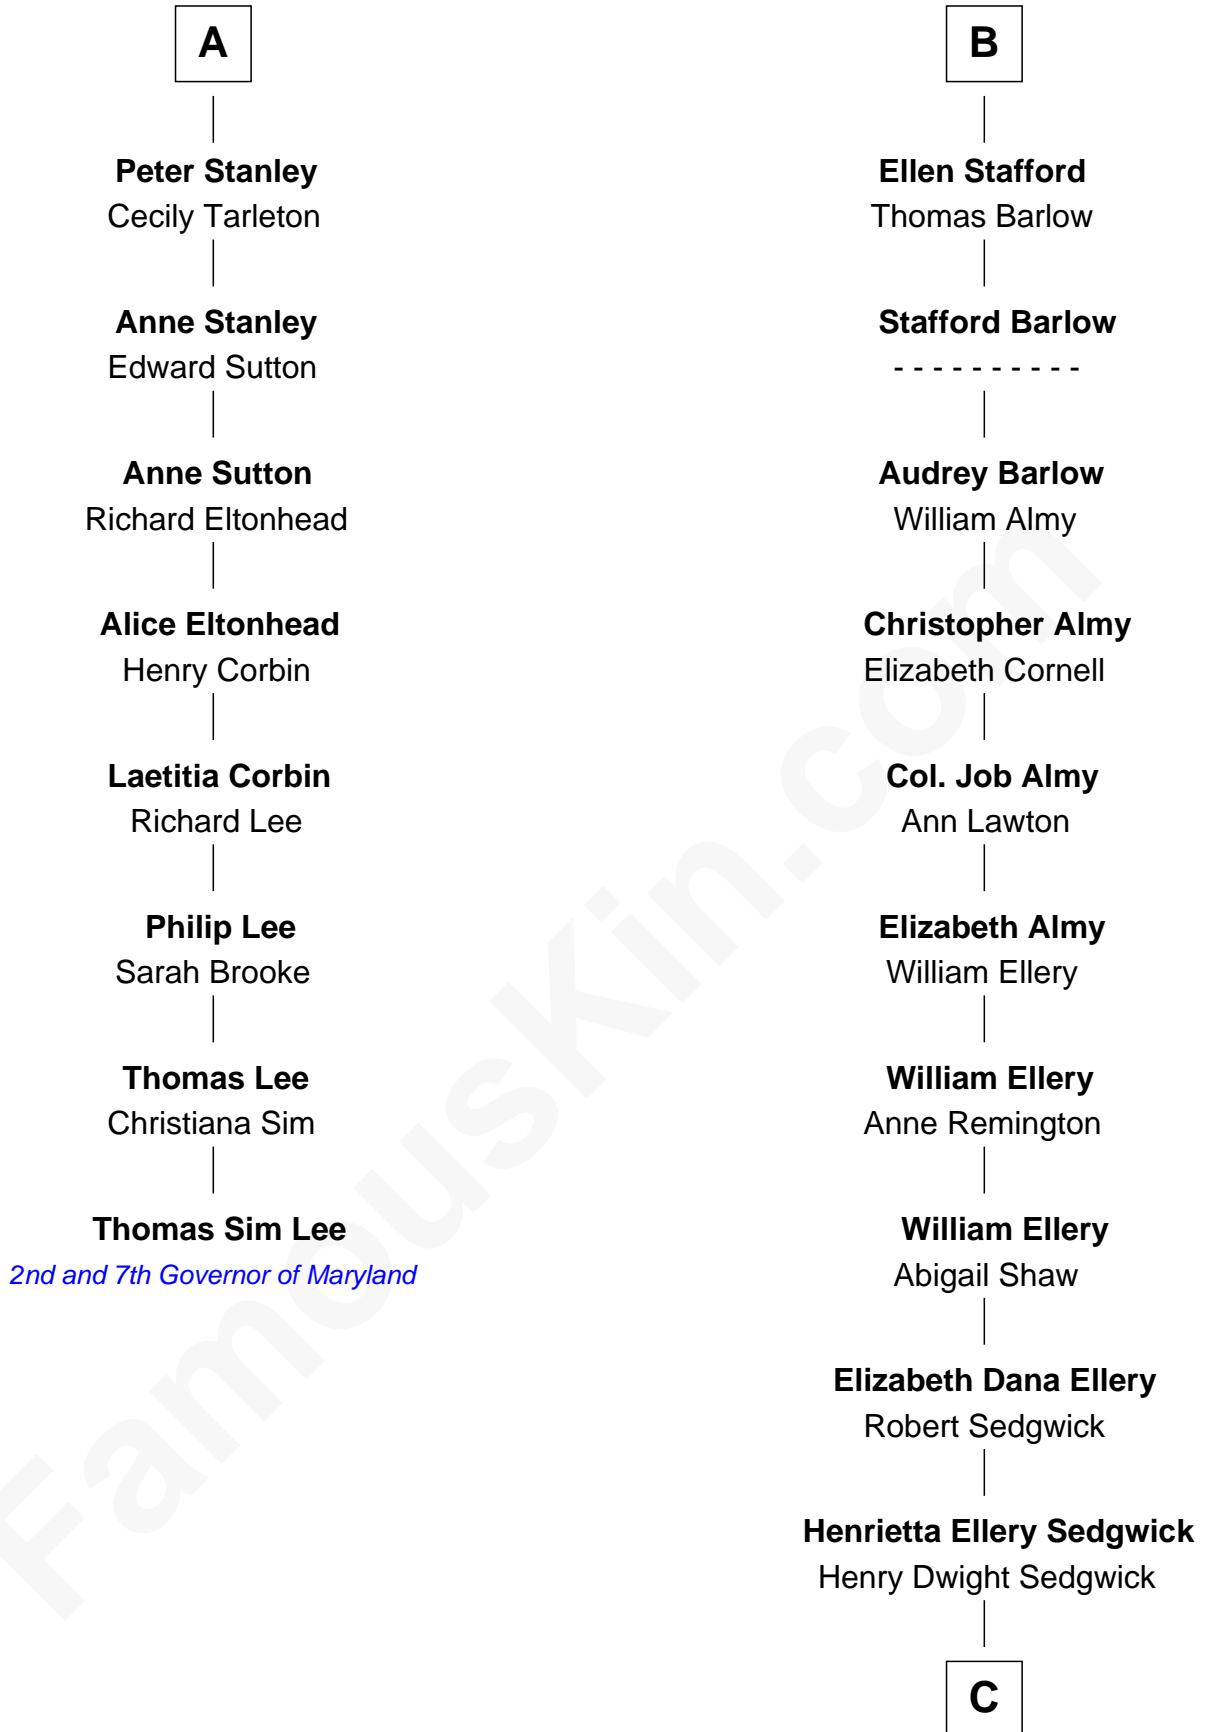 A
Peter Stanley
Cecily Tarleton
Anne Stanley
Edward Sutton
Anne Sutton
Richard Eltonhead
Alice Eltonhead
Henry Corbin
Laetitia Corbin
Richard Lee
Philip Lee
Sarah Brooke
Thomas Lee
Christiana Sim
Thomas Sim Lee
2nd and 7th Governor of Maryland
B
Ellen Stafford
Thomas Barlow
Stafford Barlow
- - - - - - - - - -
Audrey Barlow
William Almy
Christopher Almy
Elizabeth Cornell
Col. Job Almy
Ann Lawton
Elizabeth Almy
William Ellery
William Ellery
Anne Remington
William Ellery
Abigail Shaw
Elizabeth Dana Ellery
Robert Sedgwick
Henrietta Ellery Sedgwick
Henry Dwight Sedgwick
C
FamousKin.com